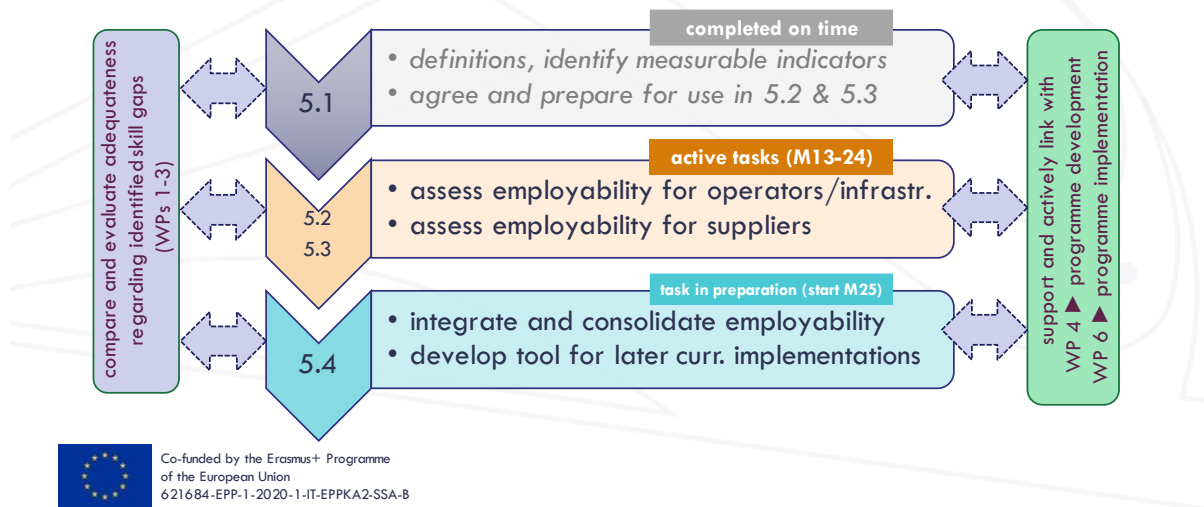 compare and evaluate adequateness
regarding identified skill gaps
(WPs 1-3)
completed on time
5.1
• definitions, identify measurable indicators
• agree and prepare for use in 5.2 & 5.3
active tasks (M13-24)
5.2
5.3
• assess employability for operators/infrastr.
• assess employability for suppliers
task in preparation (start M25)
5.4
• integrate and consolidate employability
• develop tool for later curr. implementations
support and actively link with
WP 4 ▶ programme development
WP 6 ▶ programme implementation
Co-funded by the Erasmus+ Programme
of the European Union
621684-EPP-1-2020-1-IT-EPPKA2-SSA-B